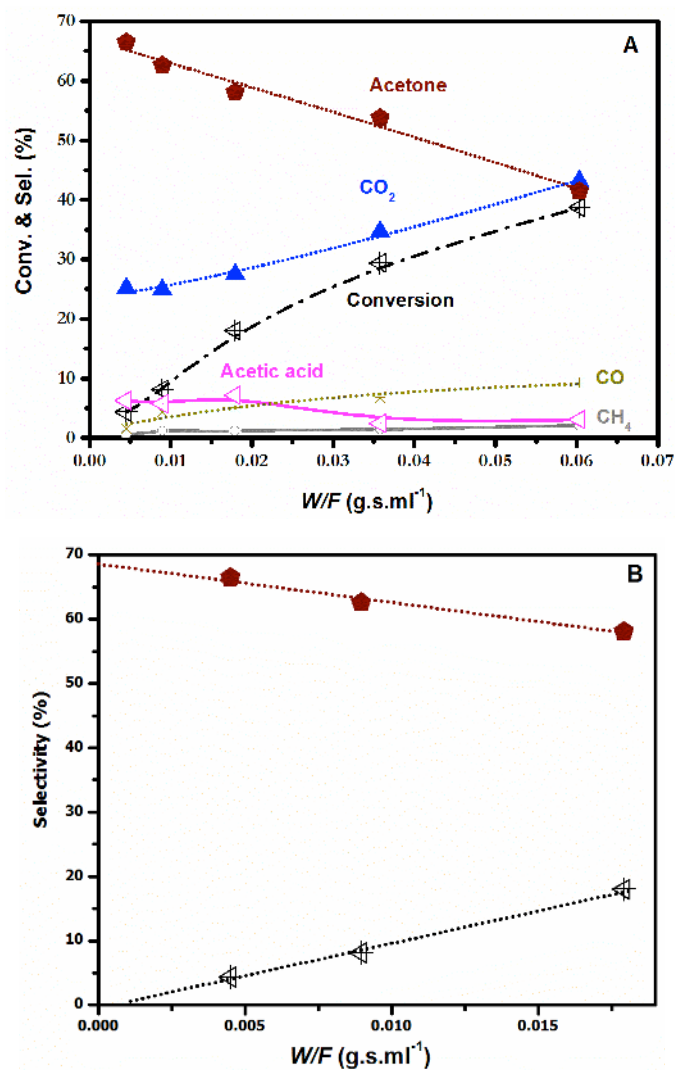 70
A
60
Acetone
50
CO₂
40
30
Conversion
20
Acetic acid
10
CO
CH₄
0
0.00 0.01 0.02 0.03 0.04 0.05 0.06 0.07
Conv. & Sel. (%)
W/F (g.s.ml⁻¹)
70
B
60
50
40
30
20
10
0
0.000 0.005 0.010 0.015
Selectivity (%)
W/F (g.s.ml⁻¹)